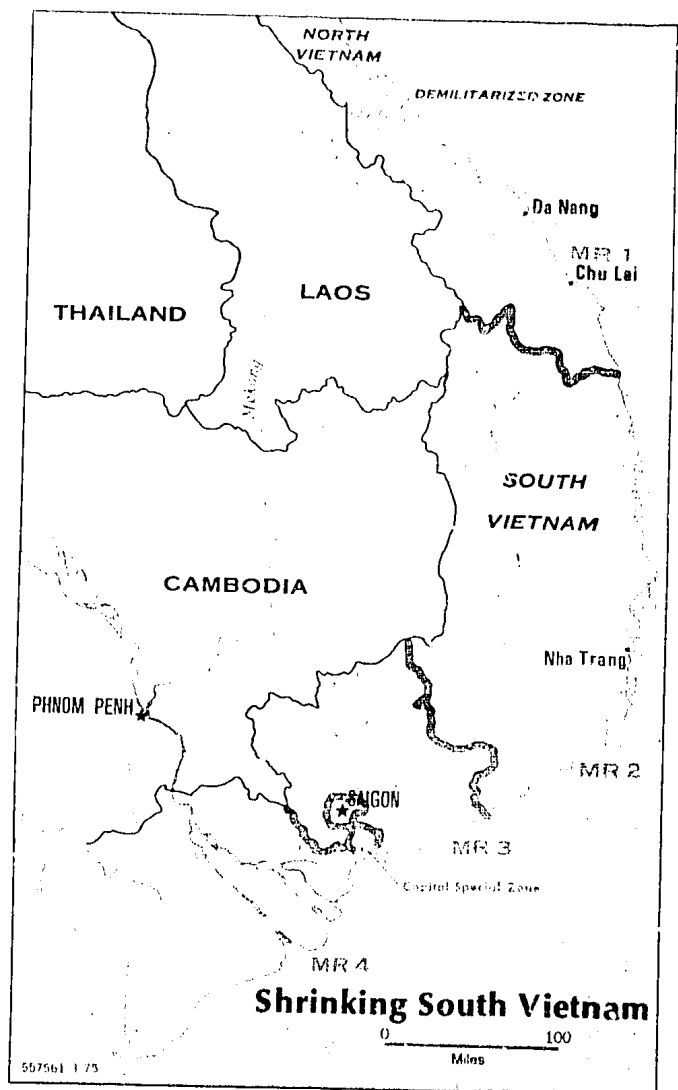 NORTH
VIETNAM
DEMILITARIZED ZONE
Da Nang
MR 1
Chu Lai
LAOS
THAILAND
Mekong
SOUTH
VIETNAM
CAMBODIA
Nha Trang
PHNOM PENH
MR 2
SAIGON
MR 3
Capital Special Zone
MR 4
Shrinking South Vietnam
0 100
Miles
557561 3 75